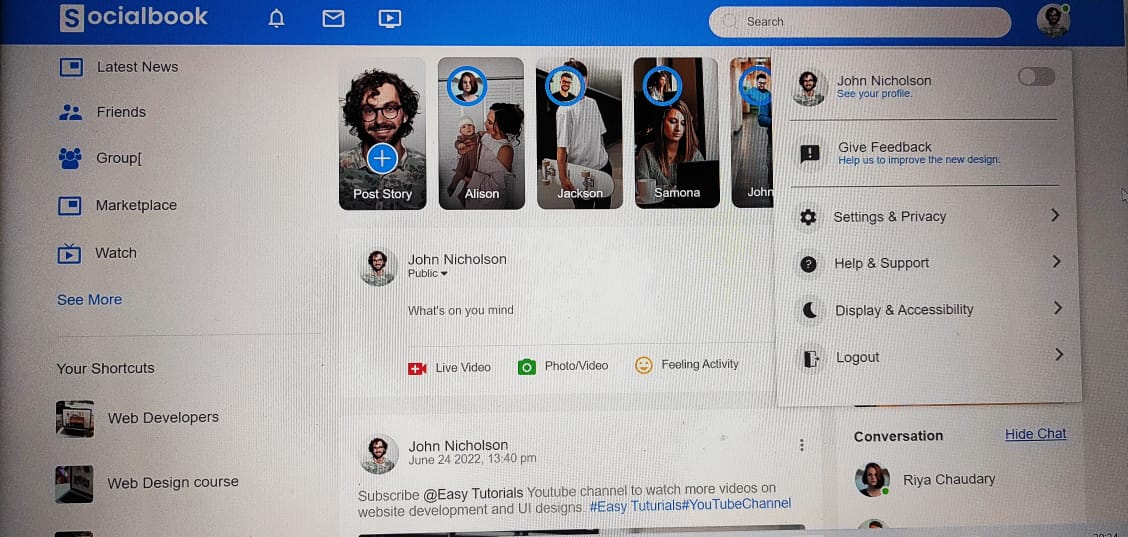 Socialbook
Search
Latest News
Friends
Group[
Marketplace
Watch
See More
Your Shortcuts
Web Developers
Web Design course
Post Story
Alison
Jackson
Samona
John
John Nicholson
Public
What's on you mind
Live Video
Photo/Video
Feeling Activity
John Nicholson
June 24 2022, 13:40 pm
Subscribe @Easy Tutorials Youtube channel to watch more videos on
website development and UI designs. #Easy Tuturials#YouTubeChannel
John Nicholson
See your profile.
Give Feedback
Help us to improve the new design.
Settings & Privacy
Help & Support
Display & Accessibility
Logout
Conversation
Hide Chat
Riya Chaudary